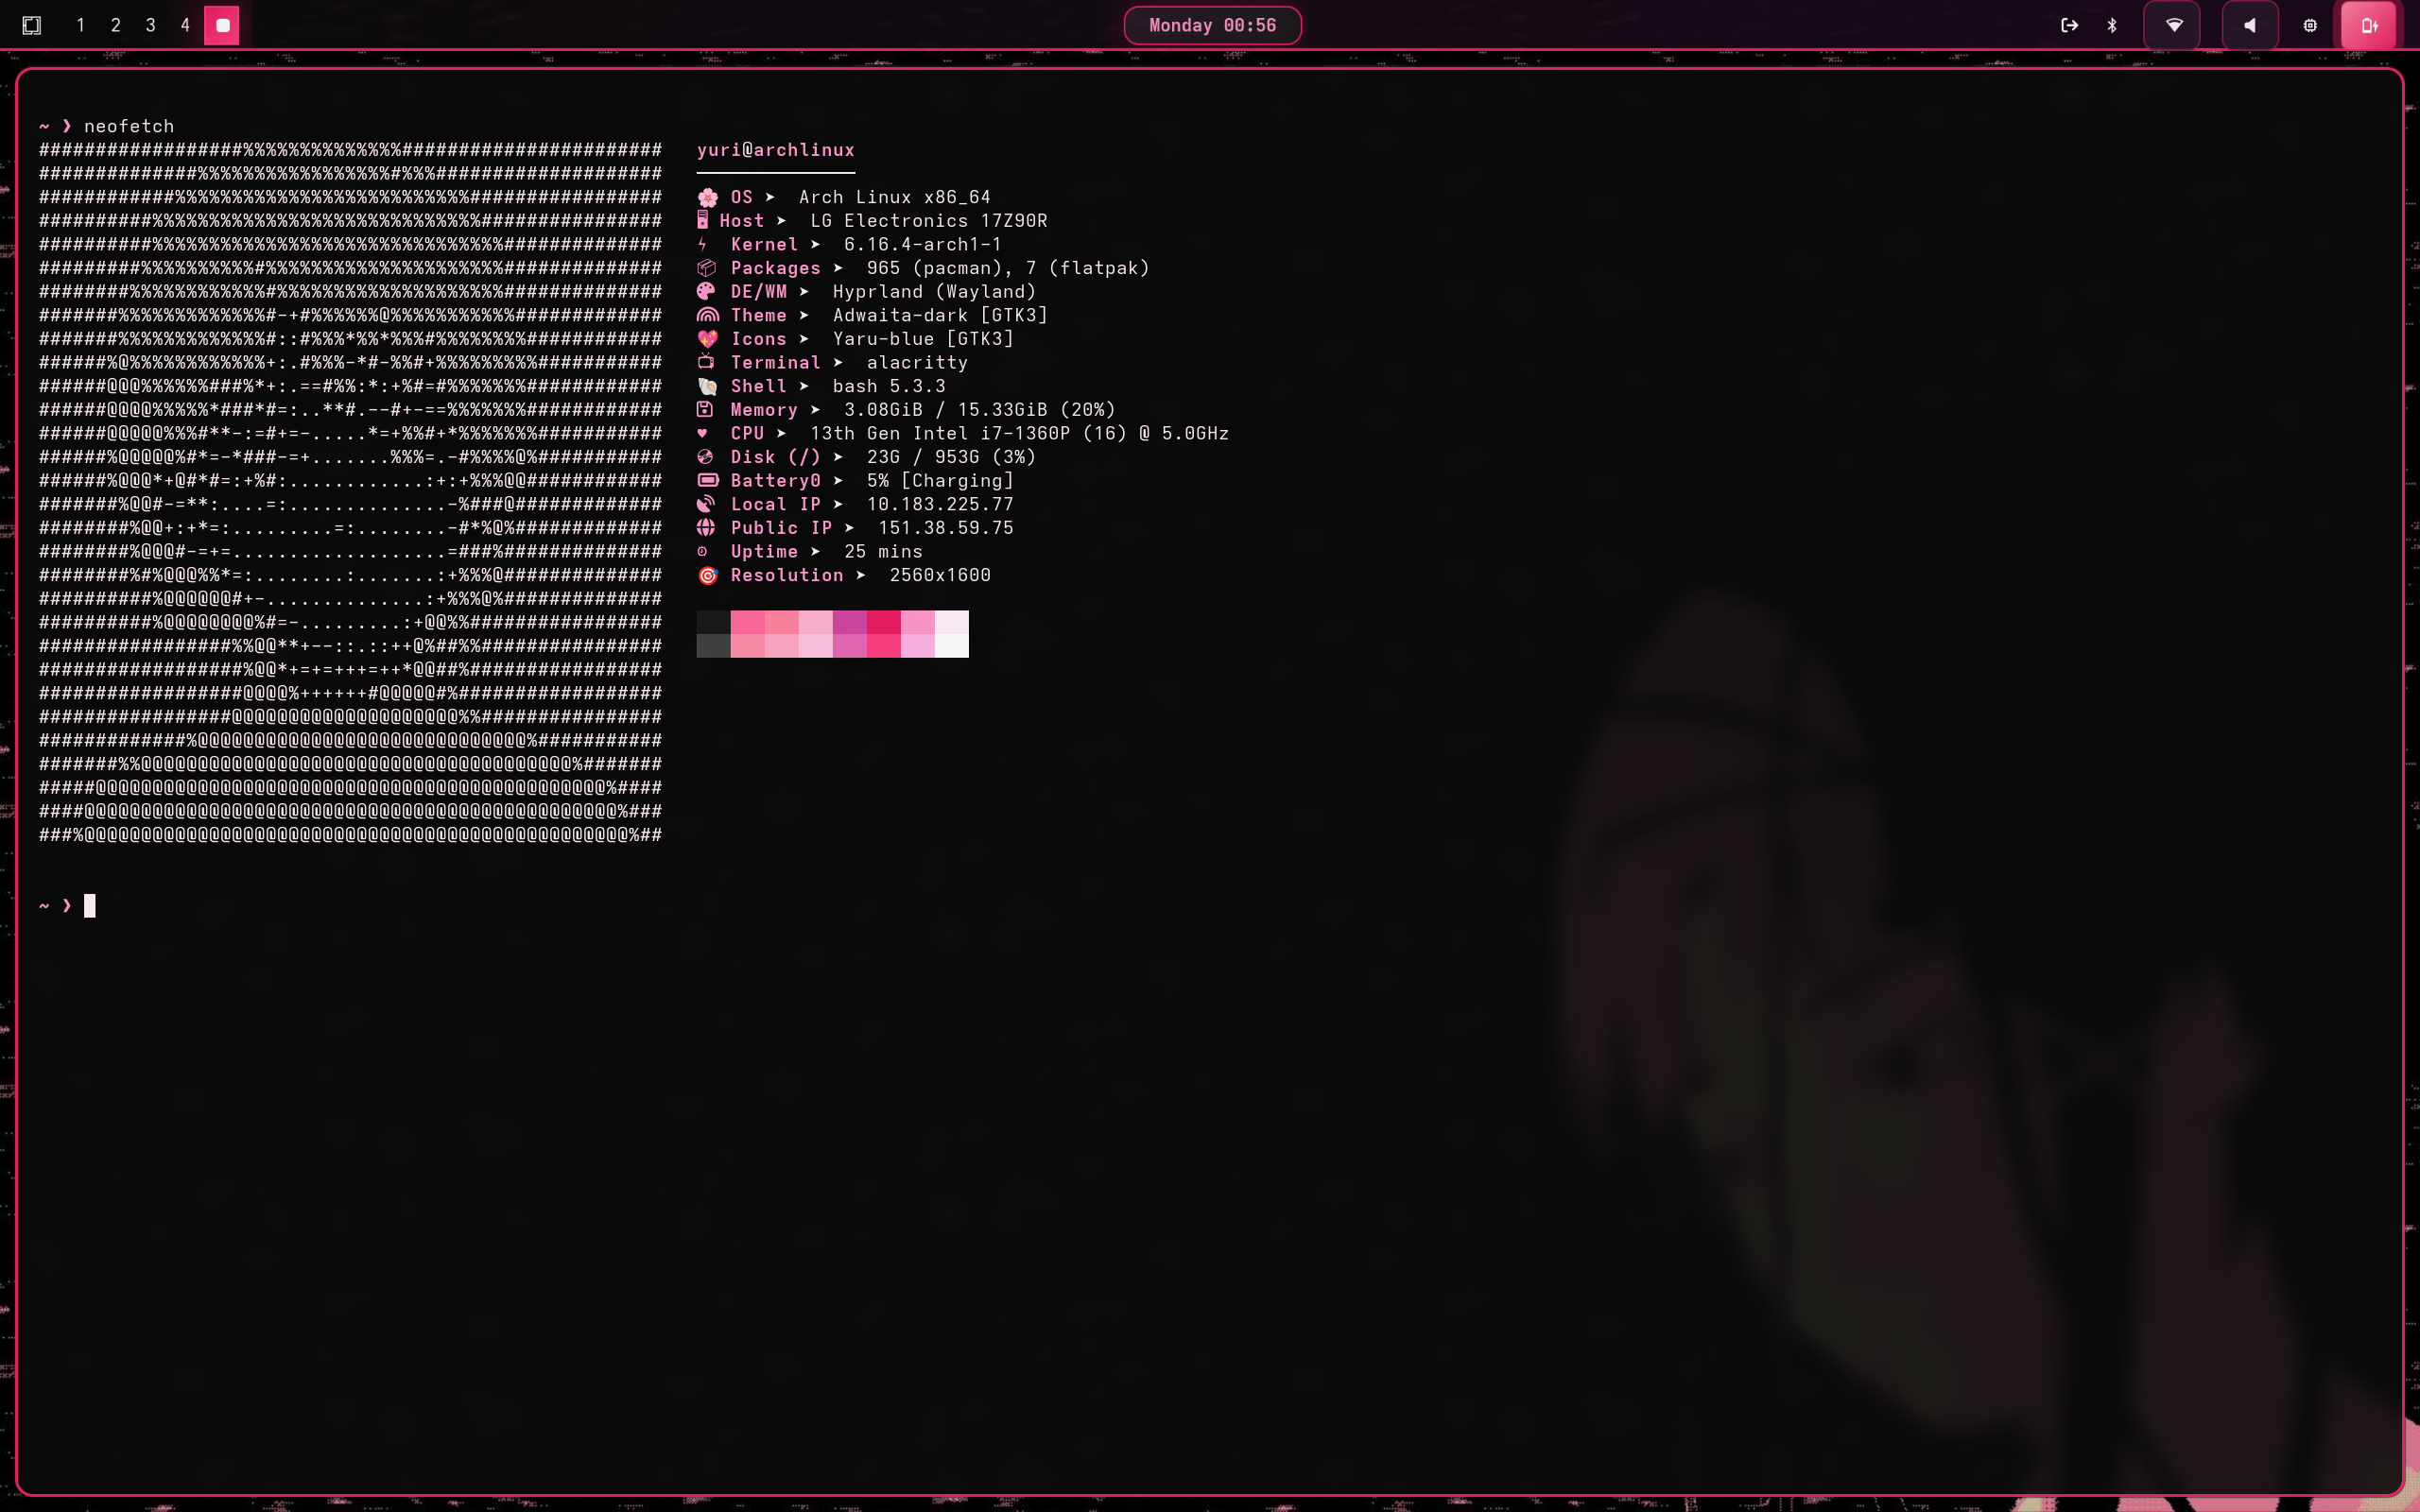 1 2 3 4
Monday 00:56
~ ❯ neofetch
yuri@archlinux
OS ➤ Arch Linux x86_64
Host ➤ LG Electronics 17Z90R
Kernel ➤ 6.16.4-arch1-1
Packages ➤ 965 (pacman), 7 (flatpak)
DE/WM ➤ Hyprland (Wayland)
Theme ➤ Adwaita-dark [GTK3]
Icons ➤ Yaru-blue [GTK3]
Terminal ➤ alacritty
Shell ➤ bash 5.3.3
Memory ➤ 3.08GiB / 15.33GiB (20%)
CPU ➤ 13th Gen Intel i7-1360P (16) @ 5.0GHz
Disk (/) ➤ 23G / 953G (3%)
Battery0 ➤ 5% [Charging]
Local IP ➤ 10.183.225.77
Public IP ➤ 151.38.59.75
Uptime ➤ 25 mins
Resolution ➤ 2560x1600
~ ❯